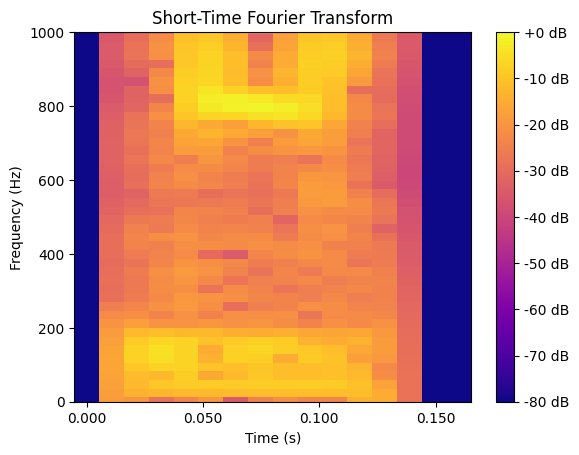 Short-Time Fourier Transform
1000
800
600
400
200
0
Frequency (Hz)
0.000
0.050
0.100
0.150
Time (s)
+0 dB
-10 dB
-20 dB
-30 dB
-40 dB
-50 dB
-60 dB
-70 dB
-80 dB